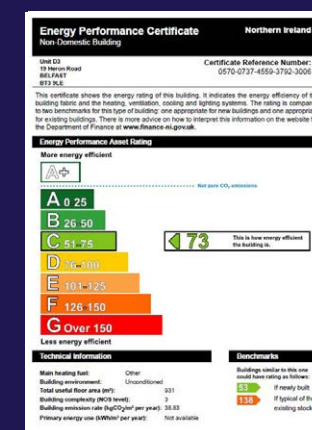 Energy Performance Certificate
Northern Ireland
Non-Domestic Building
Unit D3
19 Heron Road
BELFAST
BT3 9LE
Certificate Reference Number:
0570-0737-4559-3792-3006
This certificate shows the energy rating of this building. It indicates the energy efficiency of t
building fabric and the heating, ventilation, cooling and lighting systems. The rating is compar
to two benchmarks for this type of building: one appropriate for new buildings and one appropria
for existing buildings. There is more advice on how to interpret this information on the website
the Department of Finance at www.finance-ni.gov.uk.
Energy Performance Asset Rating
More energy efficient
A+
Net zero CO2 emissions
A 0-25
B 26-50
C 51-75
73
This is how energy efficient
the building is.
D 76-100
E 101-125
F 126-150
G Over 150
Less energy efficient
Technical Information
Main heating fuel: Other
Building environment: Unconditioned
Total useful floor area (m²): 931
Building complexity (NOS level): 3
Building emission rate (kgCO2/m² per year): 38.83
Primary energy use (kWh/m² per year): Not available
Benchmarks
Buildings similar to this one
could have rating as follows:
53 If newly built
138 If typical of th
existing stock